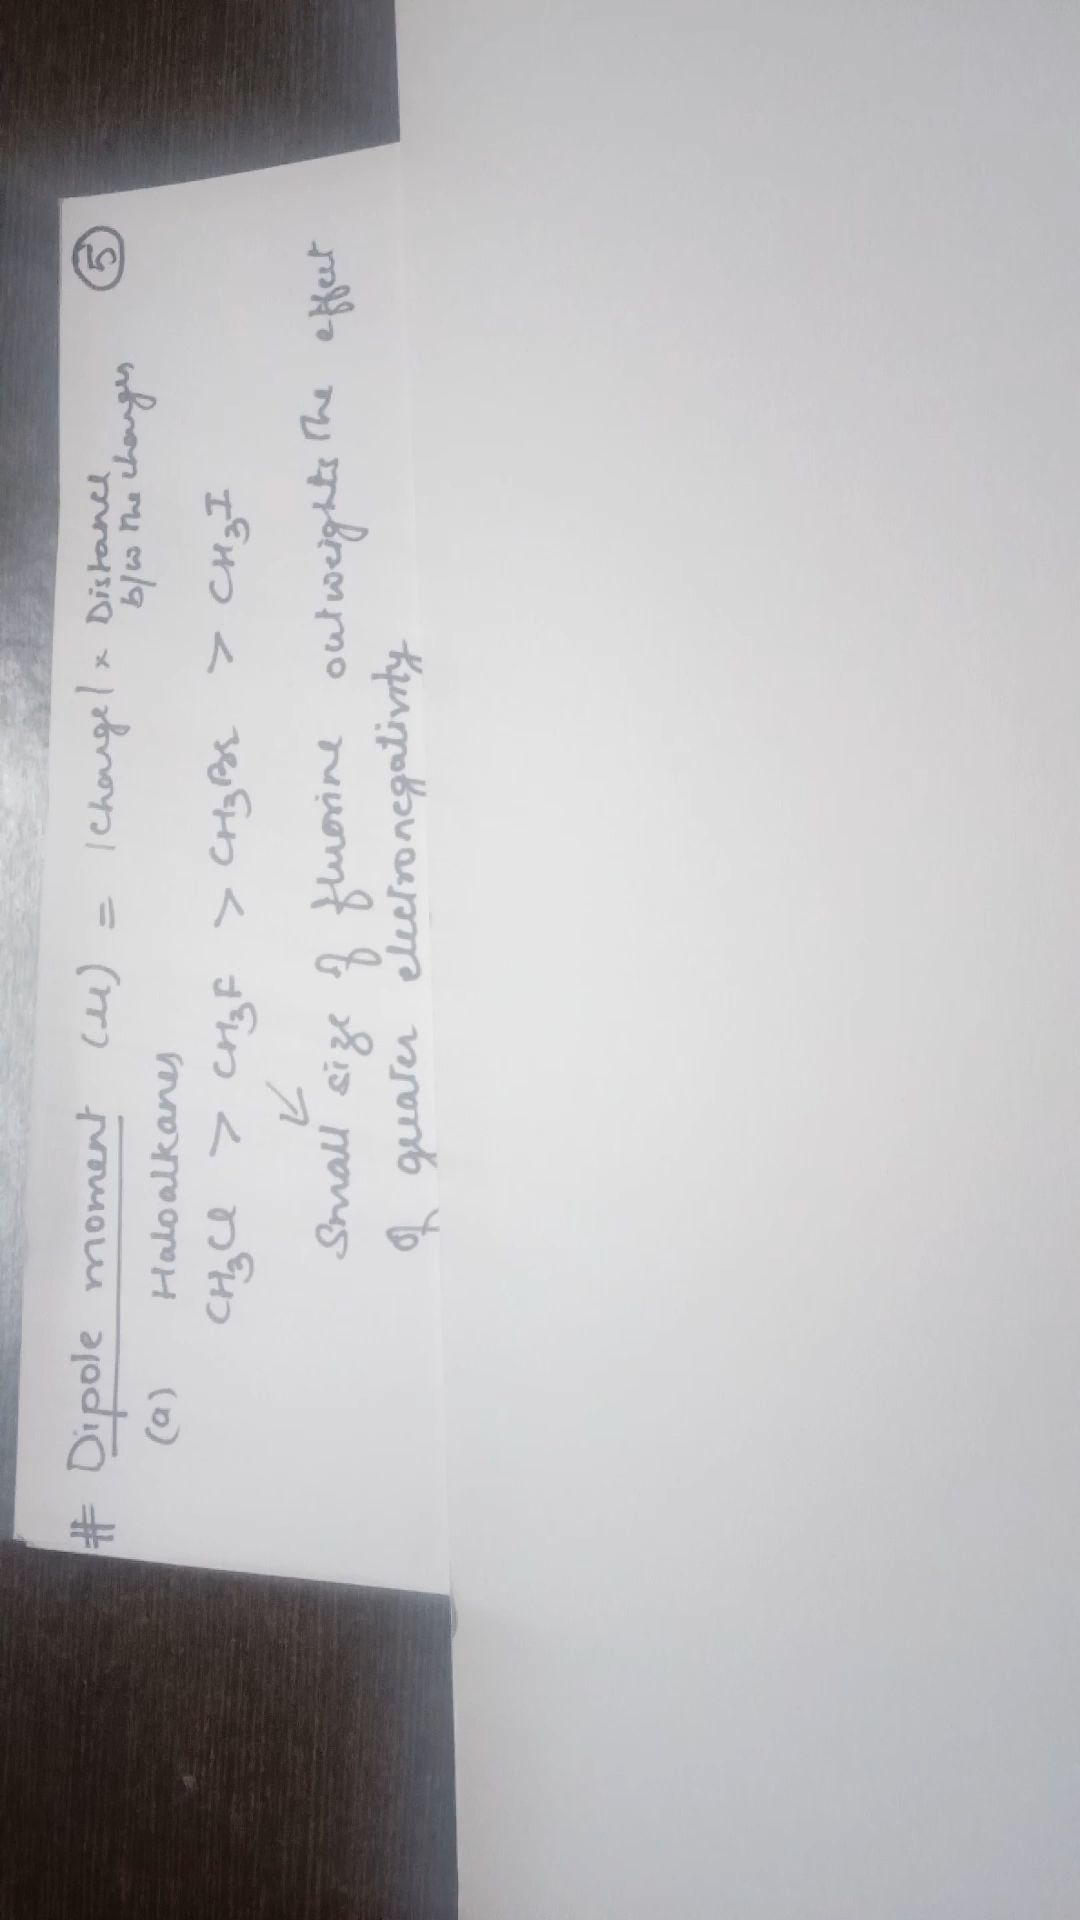 # Dipole moment (μ) = |charge| × Distance ⑤
b/w the charges
(a) Haloalkanes
CH₃Cl > CH₃F > CH₃Br > CH₃I
↙
Small size of fluorine outweights the effect
of greater electronegativity